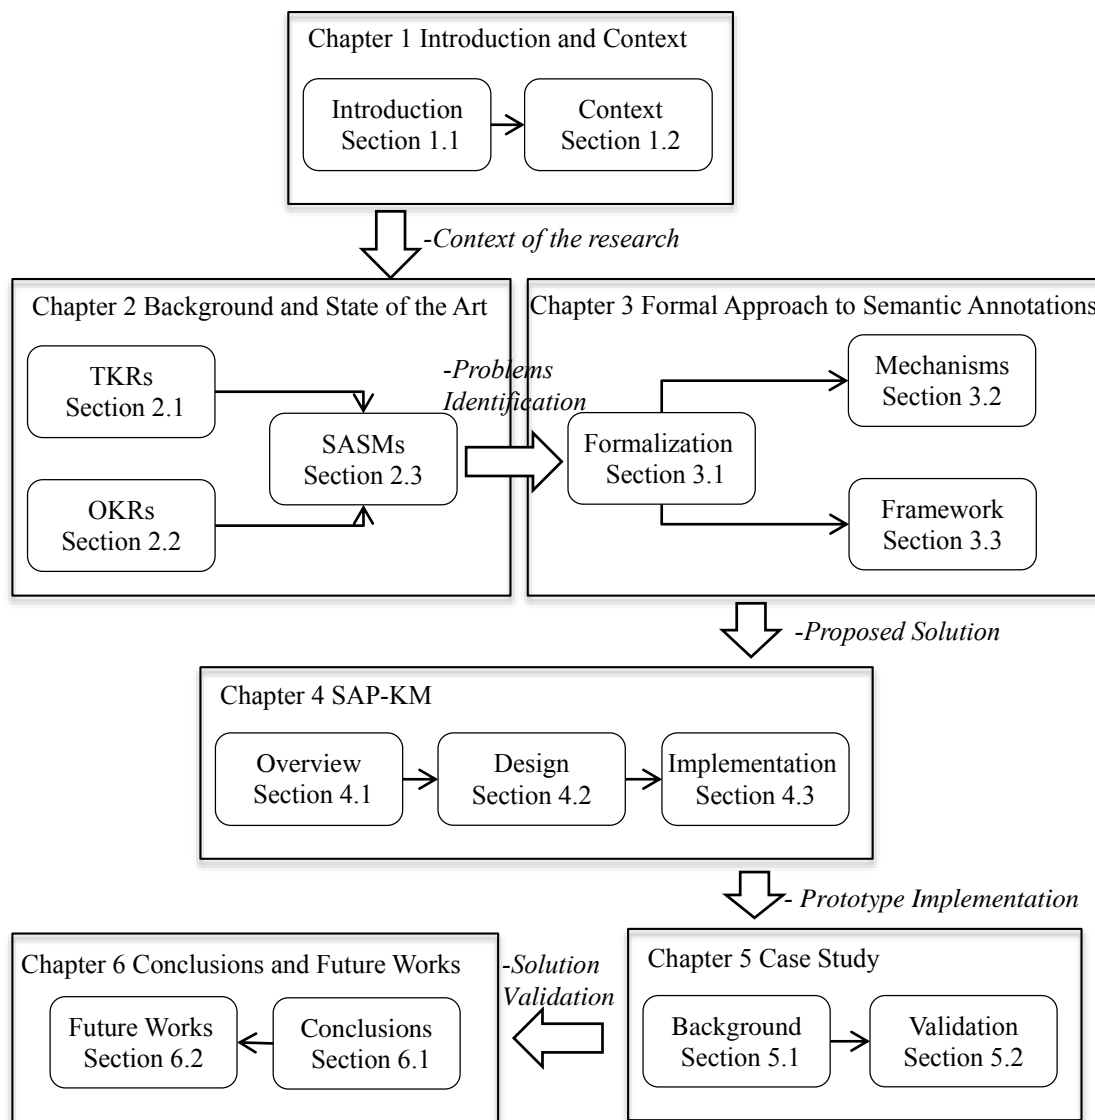 Chapter 1 Introduction and Context
Introduction
Section 1.1
Context
Section 1.2
-Context of the research
Chapter 2 Background and State of the Art
TKRs
Section 2.1
OKRs
Section 2.2
SASMs
Section 2.3
-Problems
Identification
Chapter 3 Formal Approach to Semantic Annotations
Formalization
Section 3.1
Mechanisms
Section 3.2
Framework
Section 3.3
-Proposed Solution
Chapter 4 SAP-KM
Overview
Section 4.1
Design
Section 4.2
Implementation
Section 4.3
- Prototype Implementation
Chapter 5 Case Study
Background
Section 5.1
Validation
Section 5.2
-Solution
Validation
Chapter 6 Conclusions and Future Works
Conclusions
Section 6.1
Future Works
Section 6.2